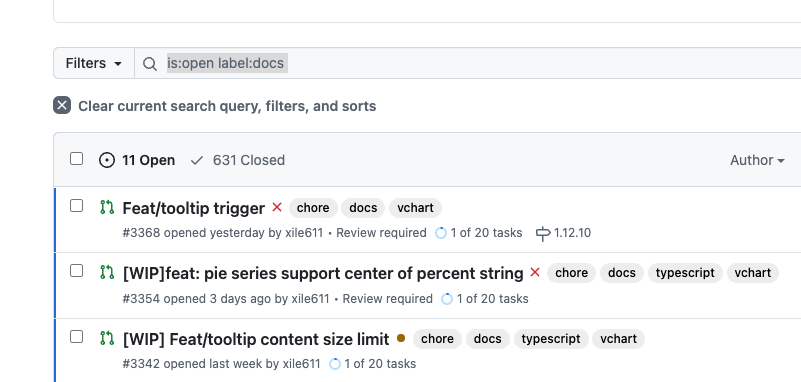 Filters
is:open label:docs
Clear current search query, filters, and sorts
11 Open 631 Closed Author
Feat/tooltip trigger chore docs vchart
#3368 opened yesterday by xile611 • Review required 1 of 20 tasks 1.12.10
[WIP]feat: pie series support center of percent string chore docs typescript vchart
#3354 opened 3 days ago by xile611 • Review required 1 of 20 tasks
[WIP] Feat/tooltip content size limit chore docs typescript vchart
#3342 opened last week by xile611 1 of 20 tasks